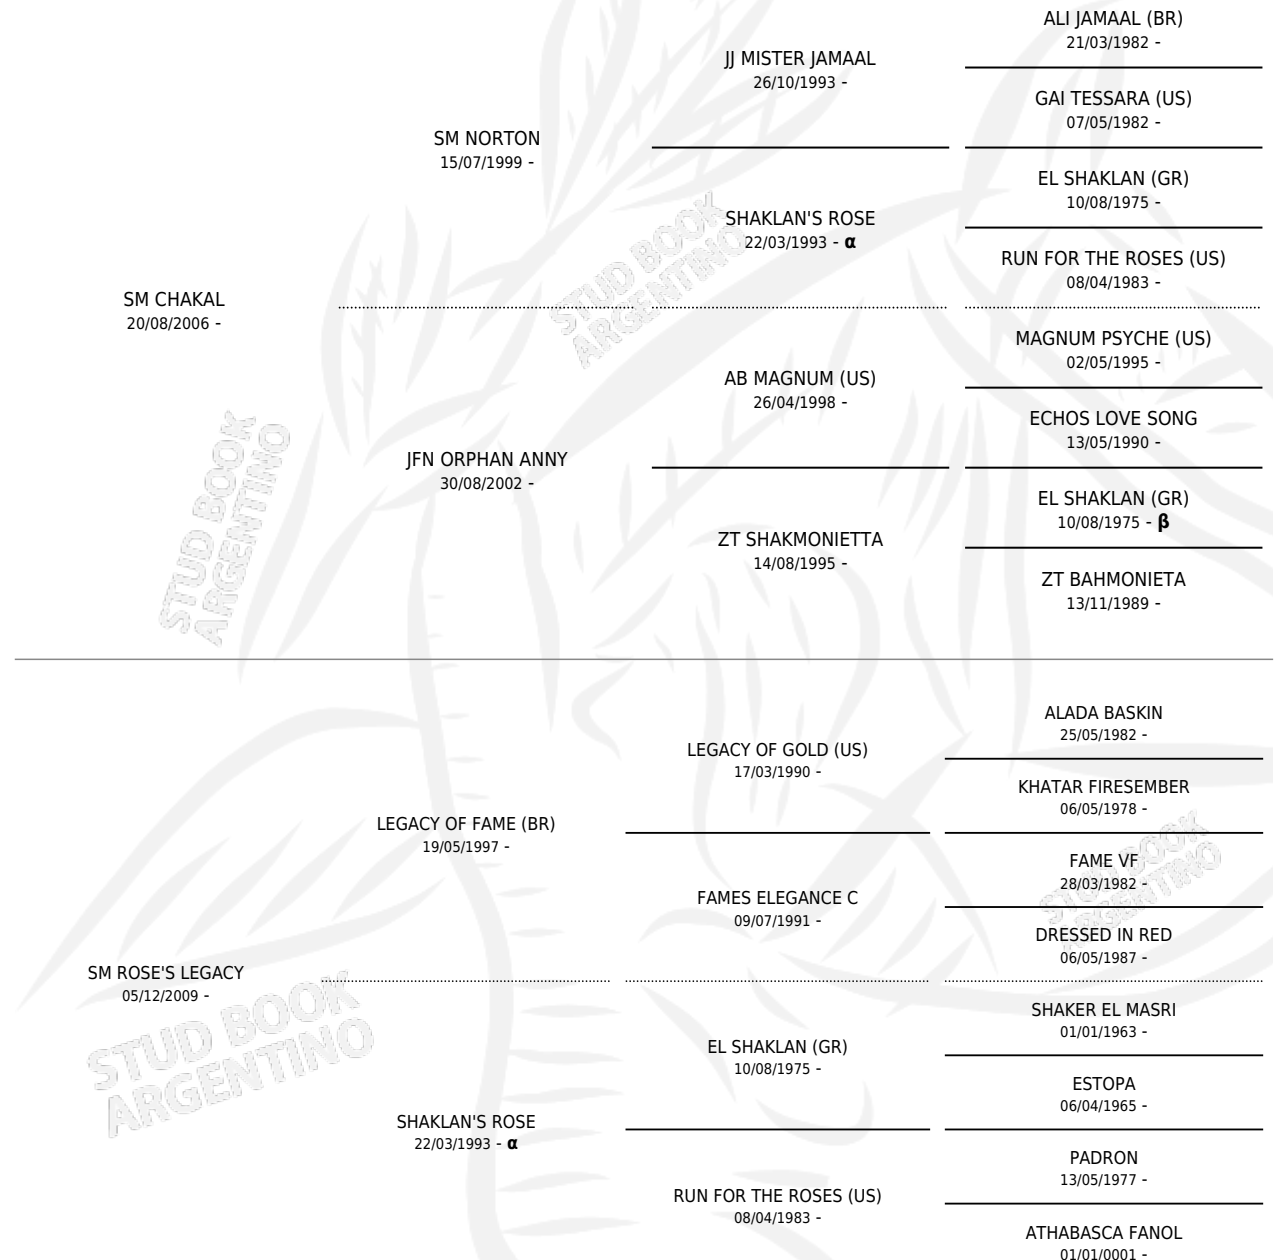 ALI JAMAAL (BR)
21/03/1982 -
JJ MISTER JAMAAL
26/10/1993 -
GAI TESSARA (US)
07/05/1982 -
SM NORTON
15/07/1999 -
EL SHAKLAN (GR)
10/08/1975 -
SHAKLAN'S ROSE
22/03/1993 - α
RUN FOR THE ROSES (US)
08/04/1983 -
SM CHAKAL
20/08/2006 -
STUD BOOK
ARGENTINO
MAGNUM PSYCHE (US)
02/05/1995 -
AB MAGNUM (US)
26/04/1998 -
ECHOS LOVE SONG
13/05/1990 -
JFN ORPHAN ANNY
30/08/2002 -
EL SHAKLAN (GR)
10/08/1975 - β
ZT SHAKMONIETTA
14/08/1995 -
ZT BAHMONIETA
13/11/1989 -
STUD BOOK
ARGENTINO
ALADA BASKIN
25/05/1982 -
LEGACY OF GOLD (US)
17/03/1990 -
KHATAR FIRESEMBER
06/05/1978 -
LEGACY OF FAME (BR)
19/05/1997 -
FAME VF
28/03/1982 -
STUD BOOK
ARGENTINO
FAMES ELEGANCE C
09/07/1991 -
DRESSED IN RED
06/05/1987 -
SM ROSE'S LEGACY
05/12/2009 -
STUD BOOK
ARGENTINO
SHAKER EL MASRI
01/01/1963 -
EL SHAKLAN (GR)
10/08/1975 -
ESTOPA
06/04/1965 -
SHAKLAN'S ROSE
22/03/1993 - α
PADRON
13/05/1977 -
RUN FOR THE ROSES (US)
08/04/1983 -
ATHABASCA FANOL
01/01/0001 -